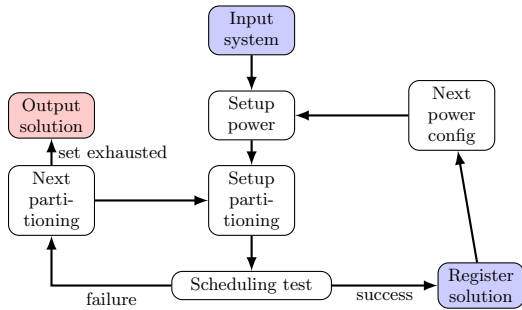 Input
system
Setup
power
Next
power
config
Output
solution
set exhausted
Next
parti-
tioning
Setup
parti-
tioning
Scheduling test
failure
success
Register
solution